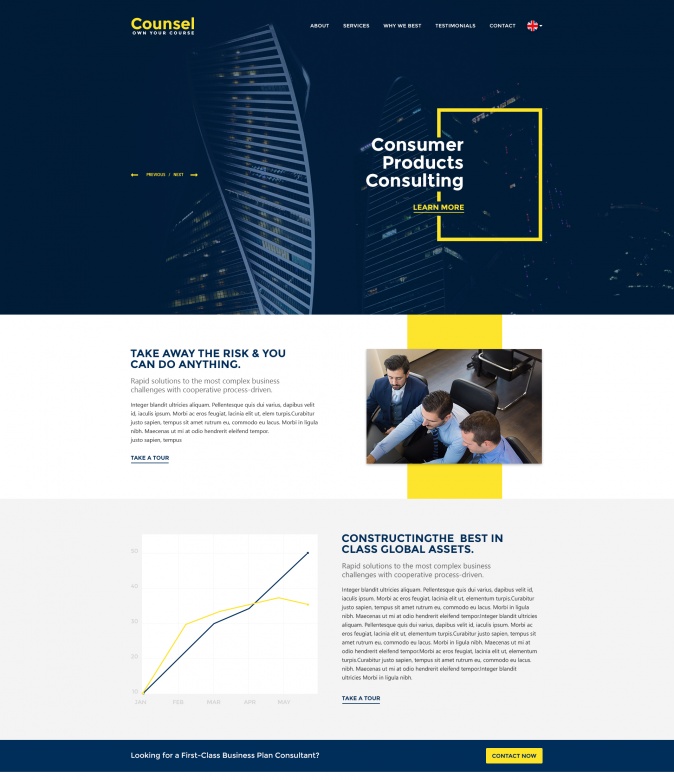 Counsel
OWN YOUR COURSE
ABOUT SERVICES WHY WE BEST TESTIMONIALS CONTACT
Consumer
Products
Consulting
PREVIOUS / NEXT
LEARN MORE
TAKE AWAY THE RISK & YOU
CAN DO ANYTHING.
Rapid solutions to the most complex business
challenges with cooperative process-driven.
Integer blandit ultricies aliquam. Pellentesque quis dui varius, dapibus velit
id, iaculis ipsum. Morbi ac eros feugiat, lacinia elit ut, elem turpis.Curabitur
justo sapien, tempus sit amet rutrum eu, commodo eu lacus. Morbi in ligula
nibh. Maecenas ut mi at odio hendrerit eleifend tempor.
justo sapien, tempus
TAKE A TOUR
50
40
30
20
10
JAN FEB MAR APR MAY
CONSTRUCTINGTHE BEST IN
CLASS GLOBAL ASSETS.
Rapid solutions to the most complex business
challenges with cooperative process-driven.
Integer blandit ultricies aliquam. Pellentesque quis dui varius, dapibus velit id,
iaculis ipsum. Morbi ac eros feugiat, lacinia elit ut, elementum turpis.Curabitur
justo sapien, tempus sit amet rutrum eu, commodo eu lacus. Morbi in ligula
nibh. Maecenas ut mi at odio hendrerit eleifend tempor.Integer blandit ultricies
aliquam. Pellentesque quis dui varius, dapibus velit id, iaculis ipsum. Morbi ac
eros feugiat, lacinia elit ut, elementum turpis.Curabitur justo sapien, tempus sit
amet rutrum eu, commodo eu lacus. Morbi in ligula nibh. Maecenas ut mi at
odio hendrerit eleifend tempor.Morbi ac eros feugiat, lacinia elit ut, elementum
turpis.Curabitur justo sapien, tempus sit amet rutrum eu, commodo eu lacus.
Morbi in ligula nibh. Maecenas ut mi at odio hendrerit eleifend tempor.Integer blandit
ultricies Morbi in ligula nibh.
TAKE A TOUR
Looking for a First-Class Business Plan Consultant?
CONTACT NOW